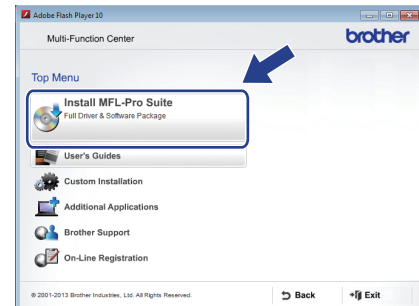 Adobe Flash Player 10
Multi-Function Center
brother
Top Menu
Install MFL-Pro Suite
Full Driver & Software Package
User's Guides
Custom Installation
Additional Applications
Brother Support
On-Line Registration
© 2001-2013 Brother Industries, Ltd. All Rights Reserved.
Back
Exit